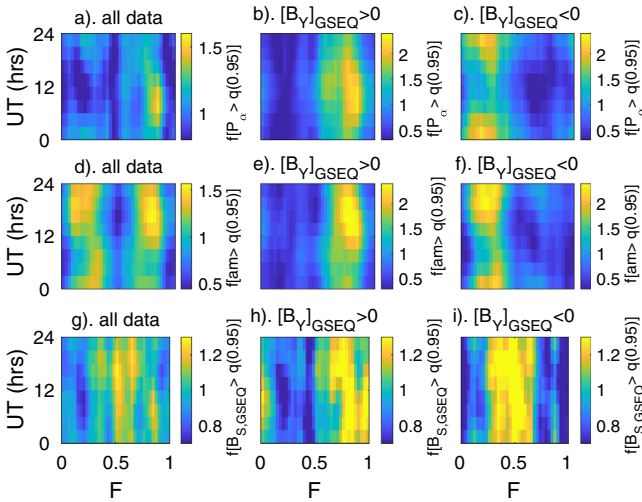 a). all data
b). [B_Y]_GSEQ>0
c). [B_Y]_GSEQ<0
UT (hrs)
24
12
0
1.5
1
f[P_α> q(0.95)]
2
1.5
1
0.5
f[P_α> q(0.95)]
2
1.5
1
0.5
f[P_α> q(0.95)]
d). all data
e). [B_Y]_GSEQ>0
f). [B_Y]_GSEQ<0
UT (hrs)
24
12
0
1.5
1
0.5
f[am> q(0.95)]
2
1.5
1
0.5
f[am> q(0.95)]
2
1.5
1
0.5
f[am> q(0.95)]
g). all data
h). [B_Y]_GSEQ>0
i). [B_Y]_GSEQ<0
UT (hrs)
24
12
0
1.2
1
0.8
f[B_S,GSEQ> q(0.95)]
1.2
1
0.8
f[B_S,GSEQ> q(0.95)]
1.2
1
0.8
f[B_S,GSEQ> q(0.95)]
0 0.5 1
0 0.5 1
0 0.5 1
F
F
F